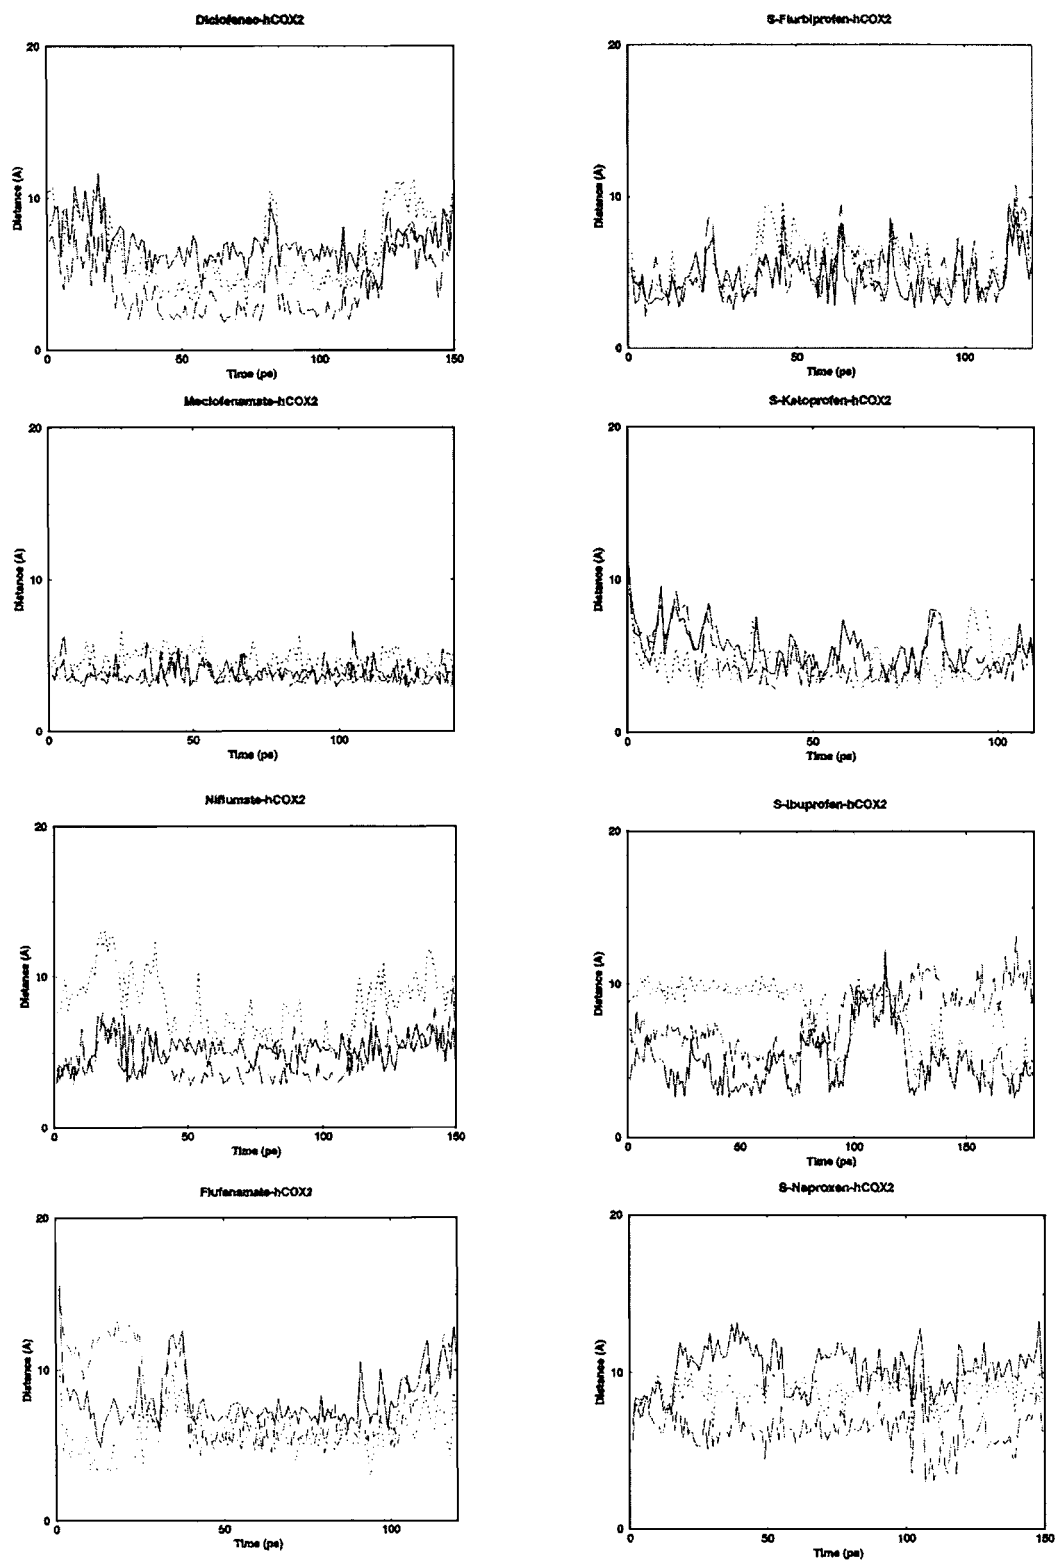 Diclofenac-hCOX2
20
10
0
Distance (Å)
0 50 100 150
Time (ps)
S-Flurbiprofen-hCOX2
20
10
0
Distance (Å)
0 50 100
Time (ps)
Meclofenamate-hCOX2
20
10
0
Distance (Å)
0 50 100
Time (ps)
S-Ketoprofen-hCOX2
20
10
0
Distance (Å)
0 50 100
Time (ps)
Niflumate-hCOX2
20
10
0
Distance (Å)
0 50 100 150
Time (ps)
S-Ibuprofen-hCOX2
20
10
0
Distance (Å)
0 50 100 150
Time (ps)
Flufenamate-hCOX2
20
10
0
Distance (Å)
0 50 100
Time (ps)
S-Naproxen-hCOX2
20
10
0
Distance (Å)
0 50 100 150
Time (ps)